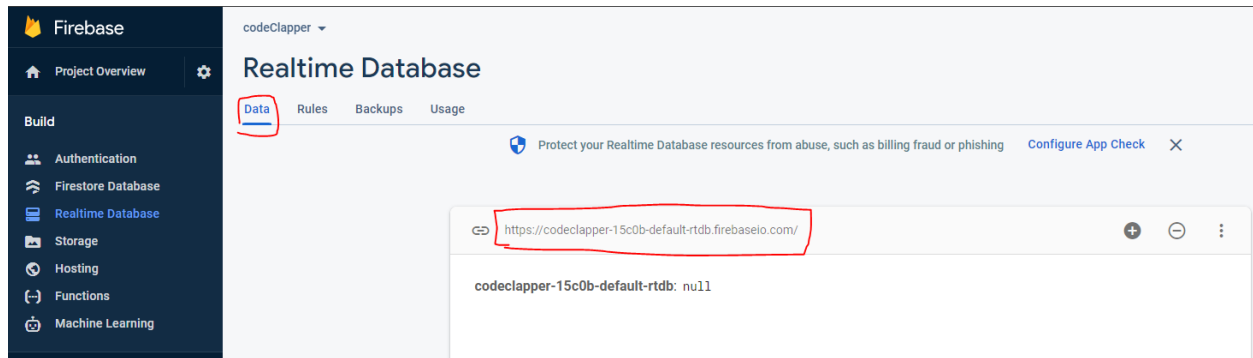 Firebase
Project Overview
Build
Authentication
Firestore Database
Realtime Database
Storage
Hosting
Functions
Machine Learning
codeClapper
Realtime Database
Data Rules Backups Usage
Protect your Realtime Database resources from abuse, such as billing fraud or phishing Configure App Check
https://codeclapper-15c0b-default-rtdb.firebaseio.com/
codeclapper-15c0b-default-rtdb: null